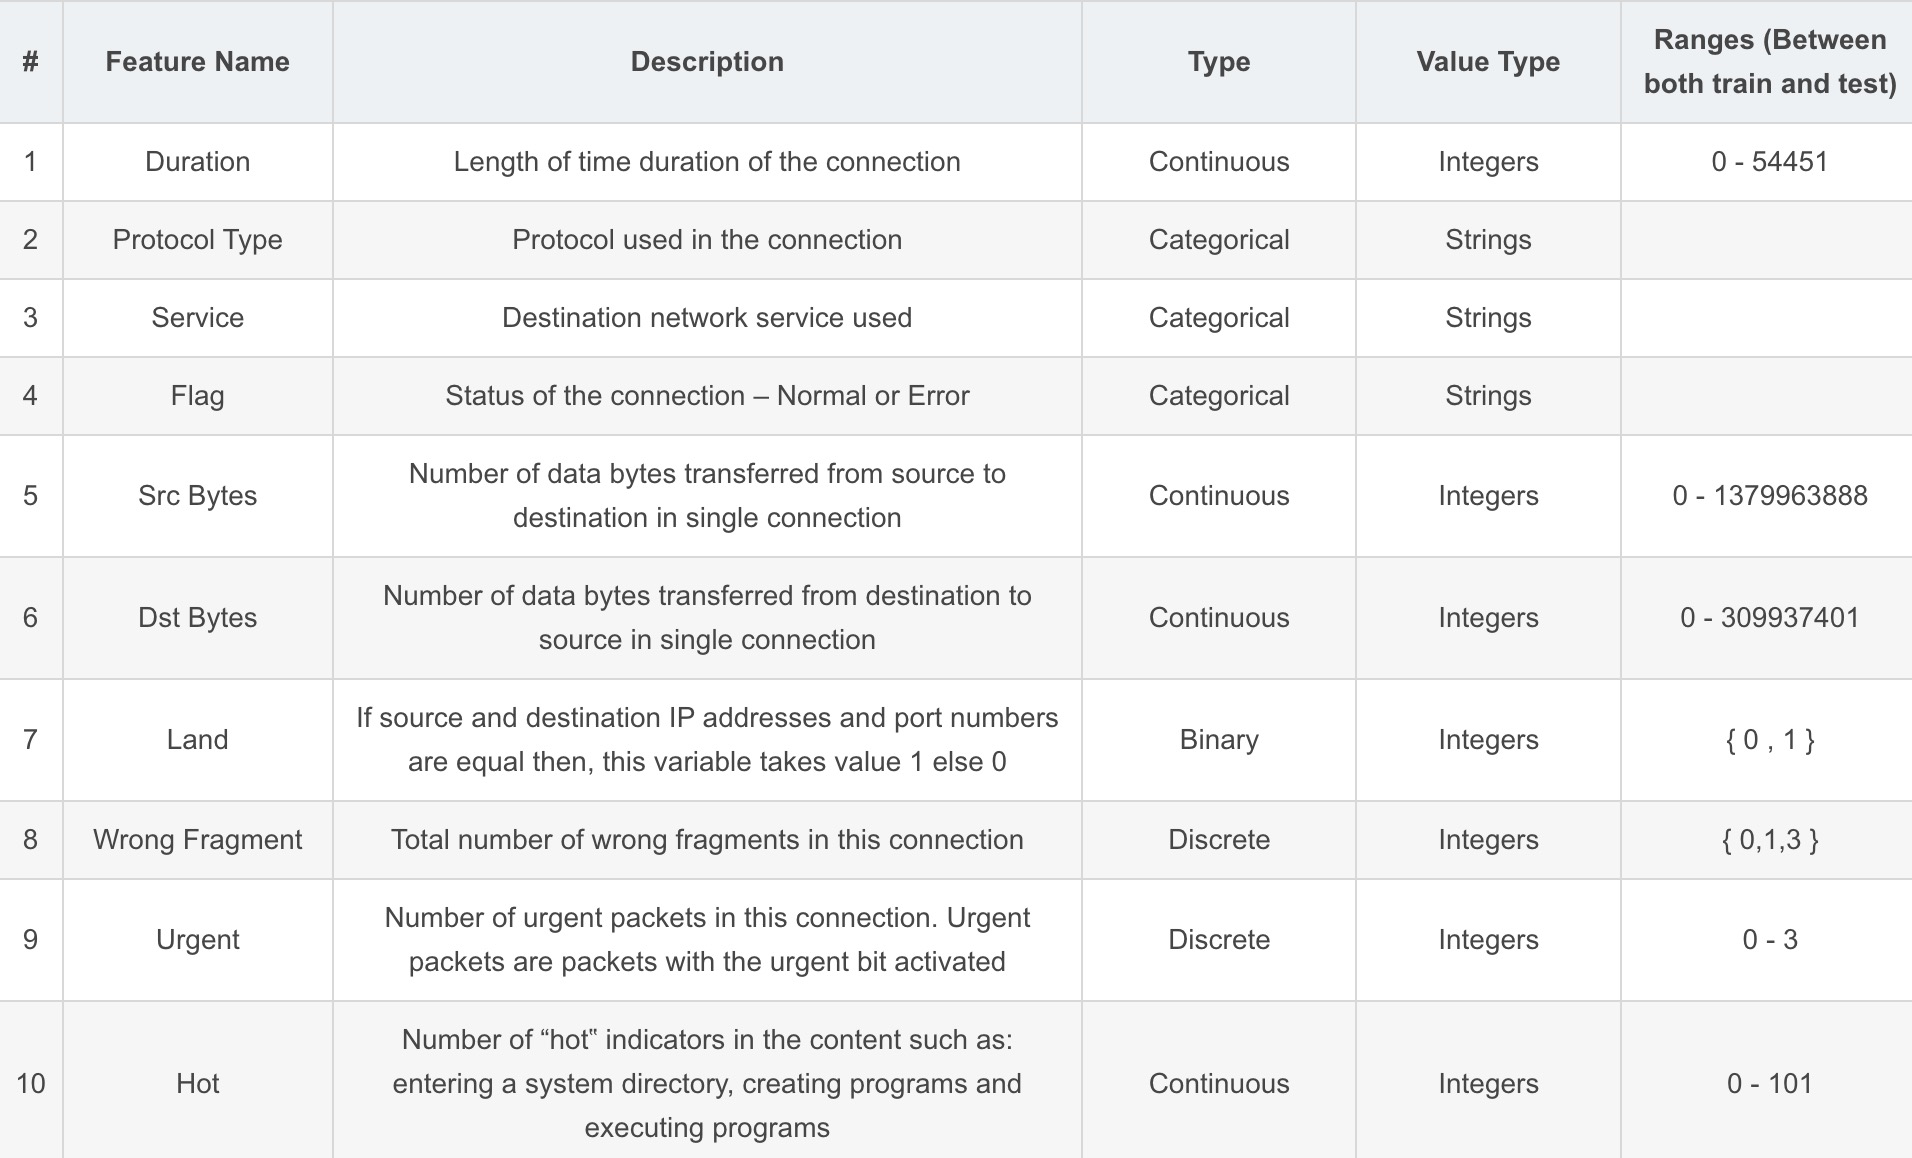 # Feature Name Description Type Value Type Ranges (Between both train and test)
1 Duration Length of time duration of the connection Continuous Integers 0 - 54451
2 Protocol Type Protocol used in the connection Categorical Strings
3 Service Destination network service used Categorical Strings
4 Flag Status of the connection – Normal or Error Categorical Strings
5 Src Bytes Number of data bytes transferred from source to destination in single connection Continuous Integers 0 - 1379963888
6 Dst Bytes Number of data bytes transferred from destination to source in single connection Continuous Integers 0 - 309937401
7 Land If source and destination IP addresses and port numbers are equal then, this variable takes value 1 else 0 Binary Integers { 0 , 1 }
8 Wrong Fragment Total number of wrong fragments in this connection Discrete Integers { 0,1,3 }
9 Urgent Number of urgent packets in this connection. Urgent packets are packets with the urgent bit activated Discrete Integers 0 - 3
10 Hot Number of “hot‟ indicators in the content such as: entering a system directory, creating programs and executing programs Continuous Integers 0 - 101